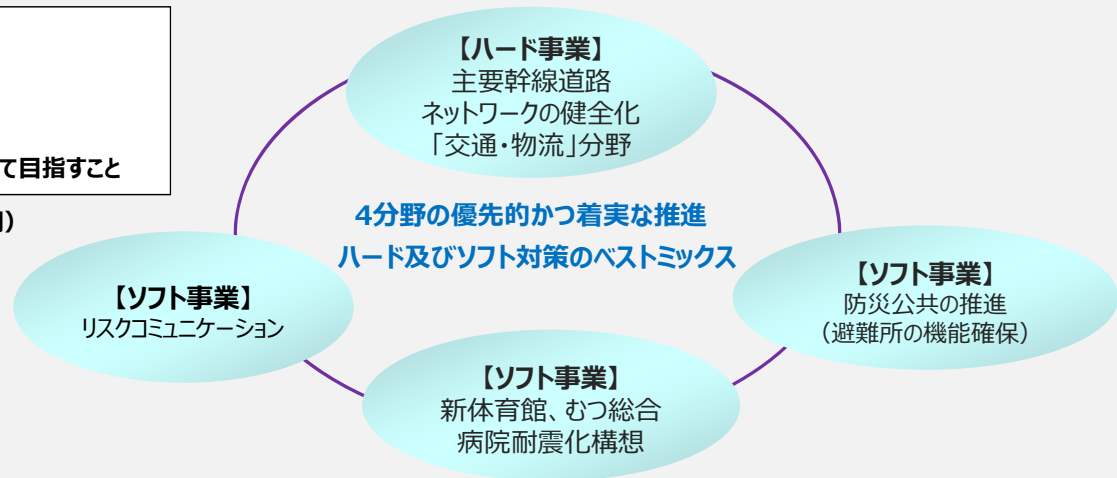 て目指すこと
【ハード事業】
主要幹線道路
ネットワークの健全化
「交通・物流」分野
4分野の優先的かつ着実な推進
ハード及びソフト対策のベストミックス
【ソフト事業】
リスクコミュニケーション
【ソフト事業】
防災公共の推進
(避難所の機能確保)
【ソフト事業】
新体育館、むつ総合
病院耐震化構想